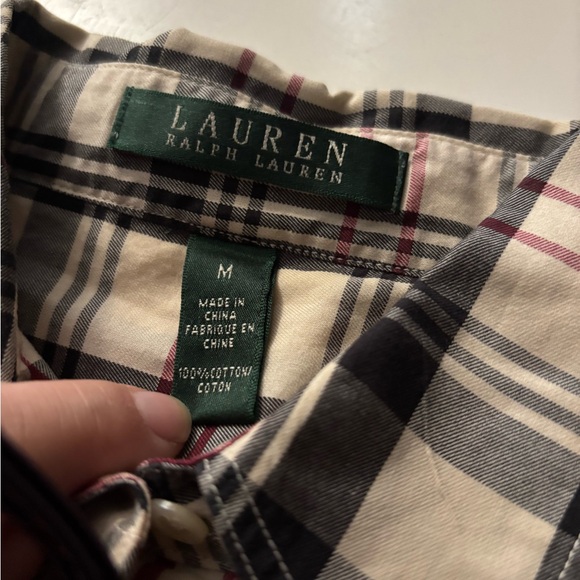 LAUREN
RALPH LAUREN
M
MADE IN
CHINA
FABRIQUE EN
CHINE
100%COTTON/
COTON